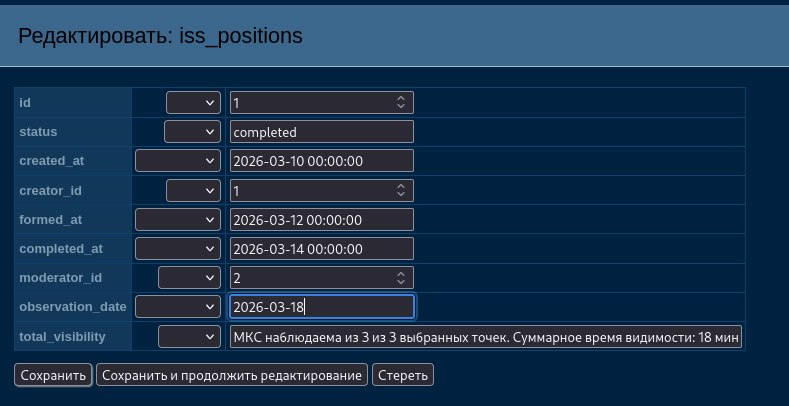 Редактировать: iss_positions
id 1
status completed
created_at 2026-03-10 00:00:00
creator_id 1
formed_at 2026-03-12 00:00:00
completed_at 2026-03-14 00:00:00
moderator_id 2
observation_date 2026-03-18
total_visibility МКС наблюдаема из 3 из 3 выбранных точек. Суммарное время видимости: 18 мин
Сохранить Сохранить и продолжить редактирование Стереть